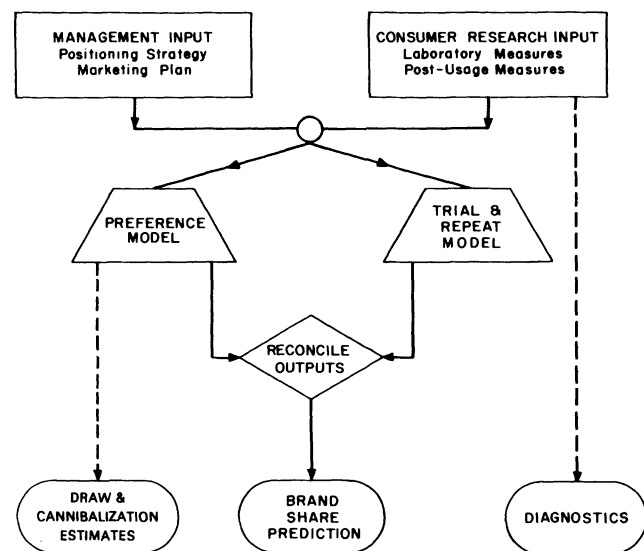 MANAGEMENT INPUT
Positioning Strategy
Marketing Plan
CONSUMER RESEARCH INPUT
Laboratory Measures
Post-Usage Measures
PREFERENCE
MODEL
TRIAL &
REPEAT
MODEL
RECONCILE
OUTPUTS
DRAW &
CANNIBALIZATION
ESTIMATES
BRAND
SHARE
PREDICTION
DIAGNOSTICS